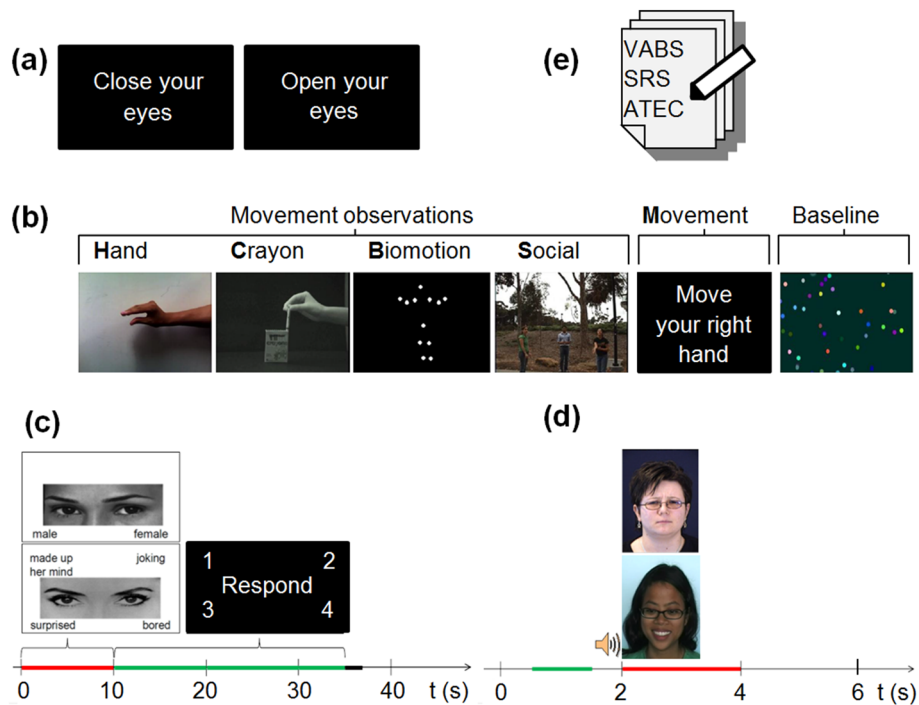 (a)
Close your
eyes
Open your
eyes
(e)
VABS
SRS
ATEC
(b)
Movement observations
Movement
Baseline
Hand
Crayon
Biomotion
Social
Move
your right
hand
(c)
male female
made up joking
her mind
surprised bored
1 2
Respond
3 4
0 10 20 30 40 t (s)
(d)
0 2 4 6 t (s)